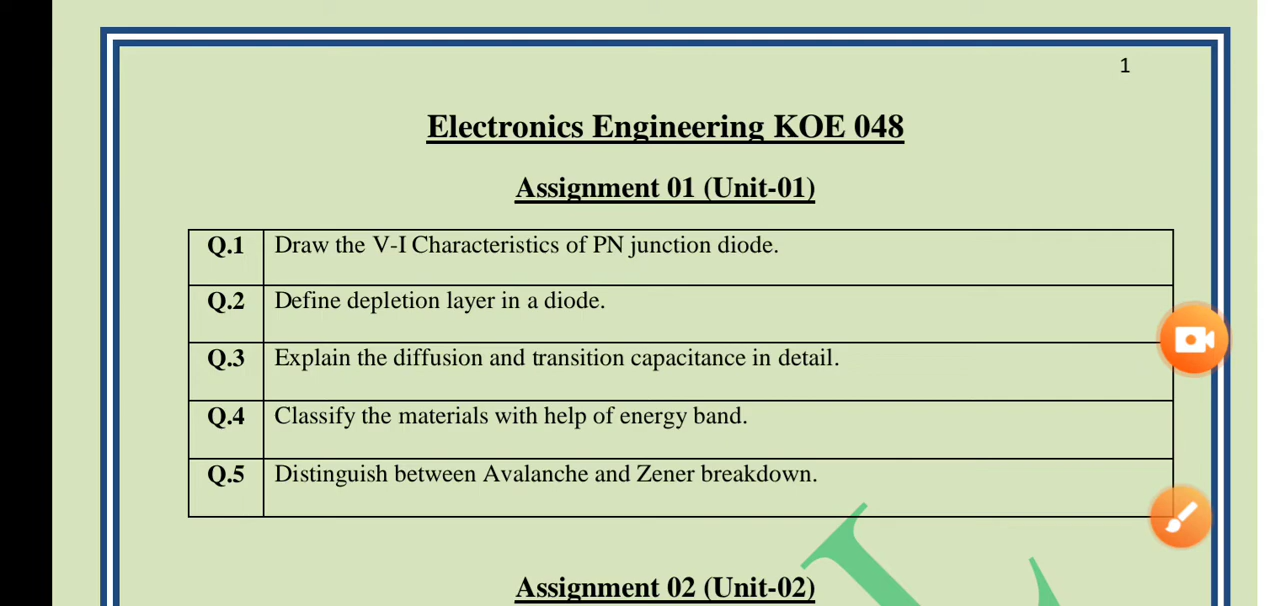 1
Electronics Engineering KOE 048
Assignment 01 (Unit-01)
Q.1 Draw the V-I Characteristics of PN junction diode.
Q.2 Define depletion layer in a diode.
Q.3 Explain the diffusion and transition capacitance in detail.
Q.4 Classify the materials with help of energy band.
Q.5 Distinguish between Avalanche and Zener breakdown.
Assignment 02 (Unit-02)